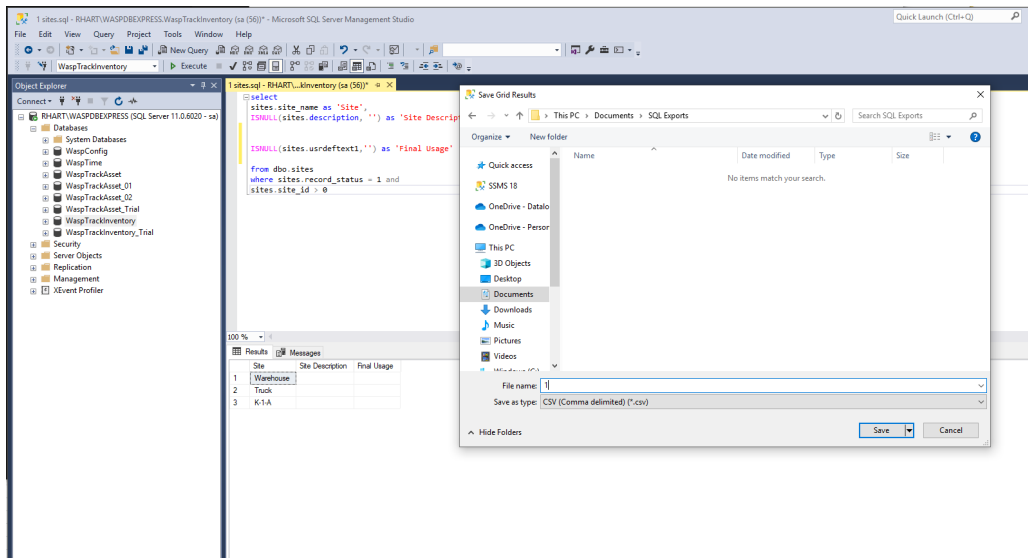 1 sites.sql - RHART\WASPDBEXPRESS.WaspTrackInventory (sa (56))* - Microsoft SQL Server Management Studio
Quick Launch (Ctrl+Q)
File Edit View Query Project Tools Window Help
New Query
WaspTrackInventory
Execute
Object Explorer
Connect
RHART\WASPDBEXPRESS (SQL Server 11.0.6020 - sa)
Databases
System Databases
WaspConfig
WaspTime
WaspTrackAsset
WaspTrackAsset_01
WaspTrackAsset_02
WaspTrackAsset_Trial
WaspTrackInventory
WaspTrackInventory_Trial
Security
Server Objects
Replication
Management
XEvent Profiler
1 sites.sql - RHART\...kInventory (sa (56))*
select
sites.site_name as 'Site',
ISNULL(sites.description, '') as 'Site Descrip
ISNULL(sites.usrdeftext1,'') as 'Final Usage'
from dbo.sites
where sites.record_status = 1 and
sites.site_id > 0
100 %
Results Messages
Site Site Description Final Usage
1 Warehouse
2 Truck
3 K-1-A
Save Grid Results
This PC > Documents > SQL Exports
Search SQL Exports
Organize New folder
Name Date modified Type Size
No items match your search.
Quick access
SSMS 18
OneDrive - Datalo
OneDrive - Person
This PC
3D Objects
Desktop
Documents
Downloads
Music
Pictures
Videos
File name: 1
Save as type: CSV (Comma delimited) (*.csv)
Hide Folders
Save Cancel